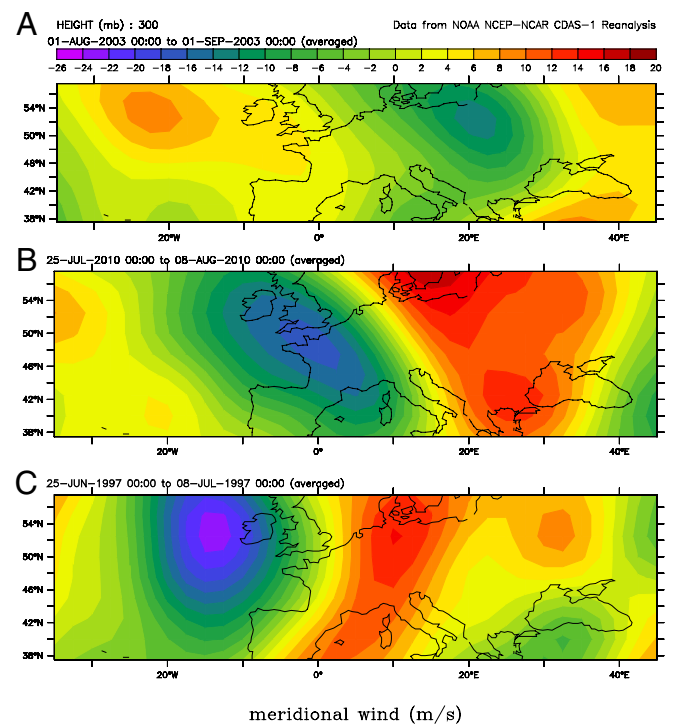 A
HEIGHT (mb) : 300
Data from NOAA NCEP-NCAR CDAS-1 Reanalysis
01-AUG-2003 00:00 to 01-SEP-2003 00:00 (averaged)
-26 -24 -22 -20 -18 -16 -14 -12 -10 -8 -6 -4 -2 0 2 4 6 8 10 12 14 16 18 20
54°N
50°N
46°N
42°N
38°N
20°W 0° 20°E 40°E
B
25-JUL-2010 00:00 to 08-AUG-2010 00:00 (averaged)
54°N
50°N
46°N
42°N
38°N
20°W 0° 20°E 40°E
C
25-JUN-1997 00:00 to 08-JUL-1997 00:00 (averaged)
54°N
50°N
46°N
42°N
38°N
20°W 0° 20°E 40°E
meridional wind (m/s)